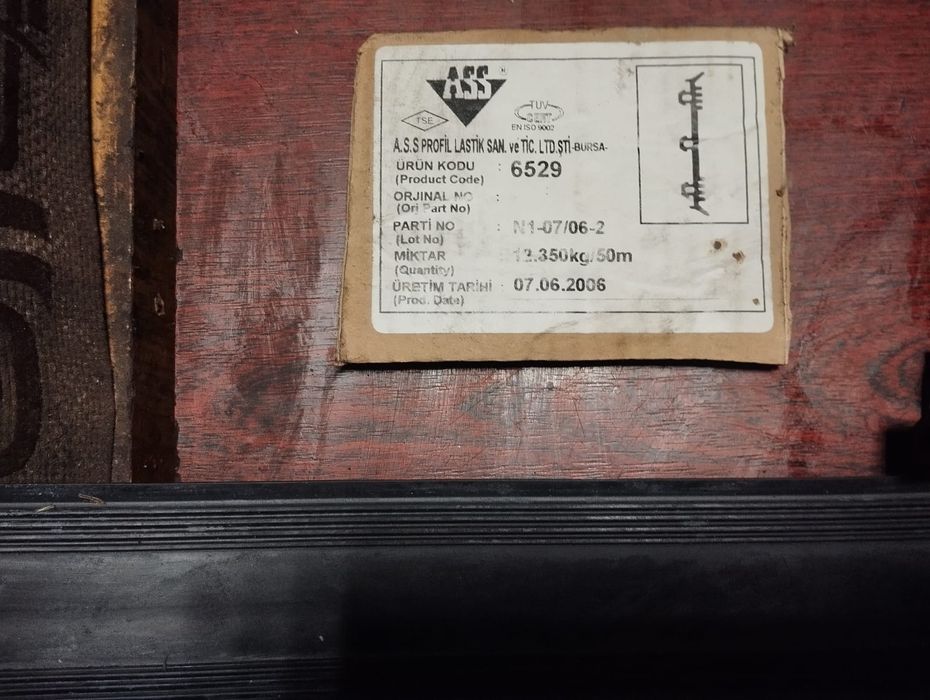 ASS
TSE
TUV
CERT
EN ISO 9002
A.S.S PROFİL LASTİK SAN. ve TİC. LTD.ŞTİ -BURSA-
ÜRÜN KODU : 6529
(Product Code)
ORJINAL NO :
(Ori Part No)
PARTİ NO : N1-07/06-2
(Lot No)
MİKTAR 12.350kg/50m
(Quantity)
ÜRETİM TARİHİ : 07.06.2006
(Prod. Date)